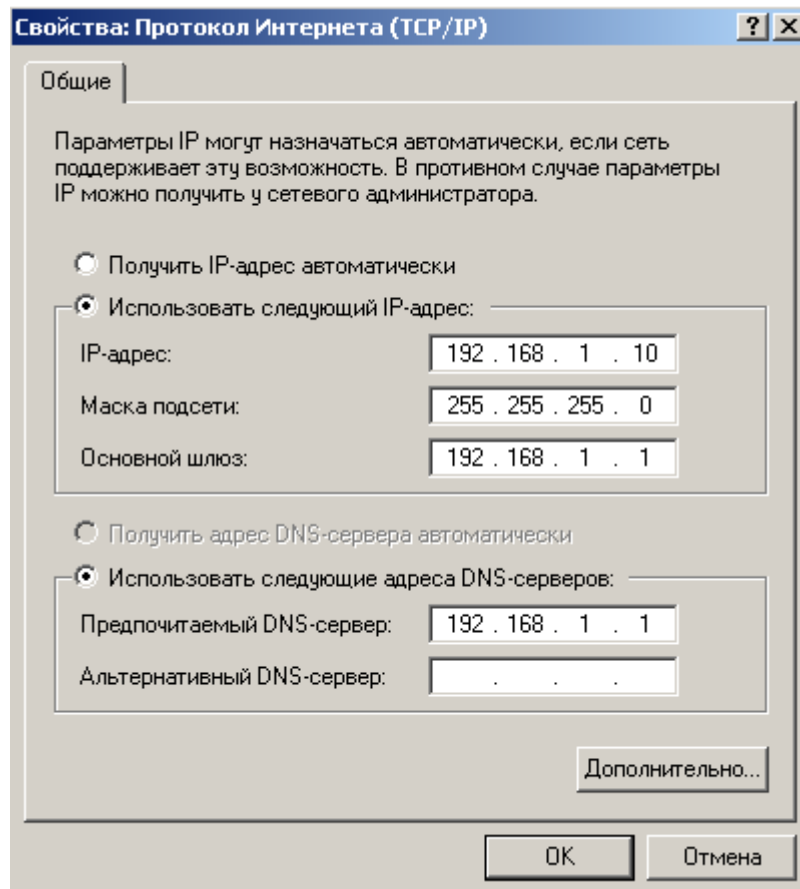 Свойства: Протокол Интернета (TCP/IP)
Общие
Параметры IP могут назначаться автоматически, если сеть
поддерживает эту возможность. В противном случае параметры
IP можно получить у сетевого администратора.
Получить IP-адрес автоматически
Использовать следующий IP-адрес:
IP-адрес: 192 . 168 . 1 . 10
Маска подсети: 255 . 255 . 255 . 0
Основной шлюз: 192 . 168 . 1 . 1
Получить адрес DNS-сервера автоматически
Использовать следующие адреса DNS-серверов:
Предпочитаемый DNS-сервер: 192 . 168 . 1 . 1
Альтернативный DNS-сервер: . . .
Дополнительно...
OK Отмена